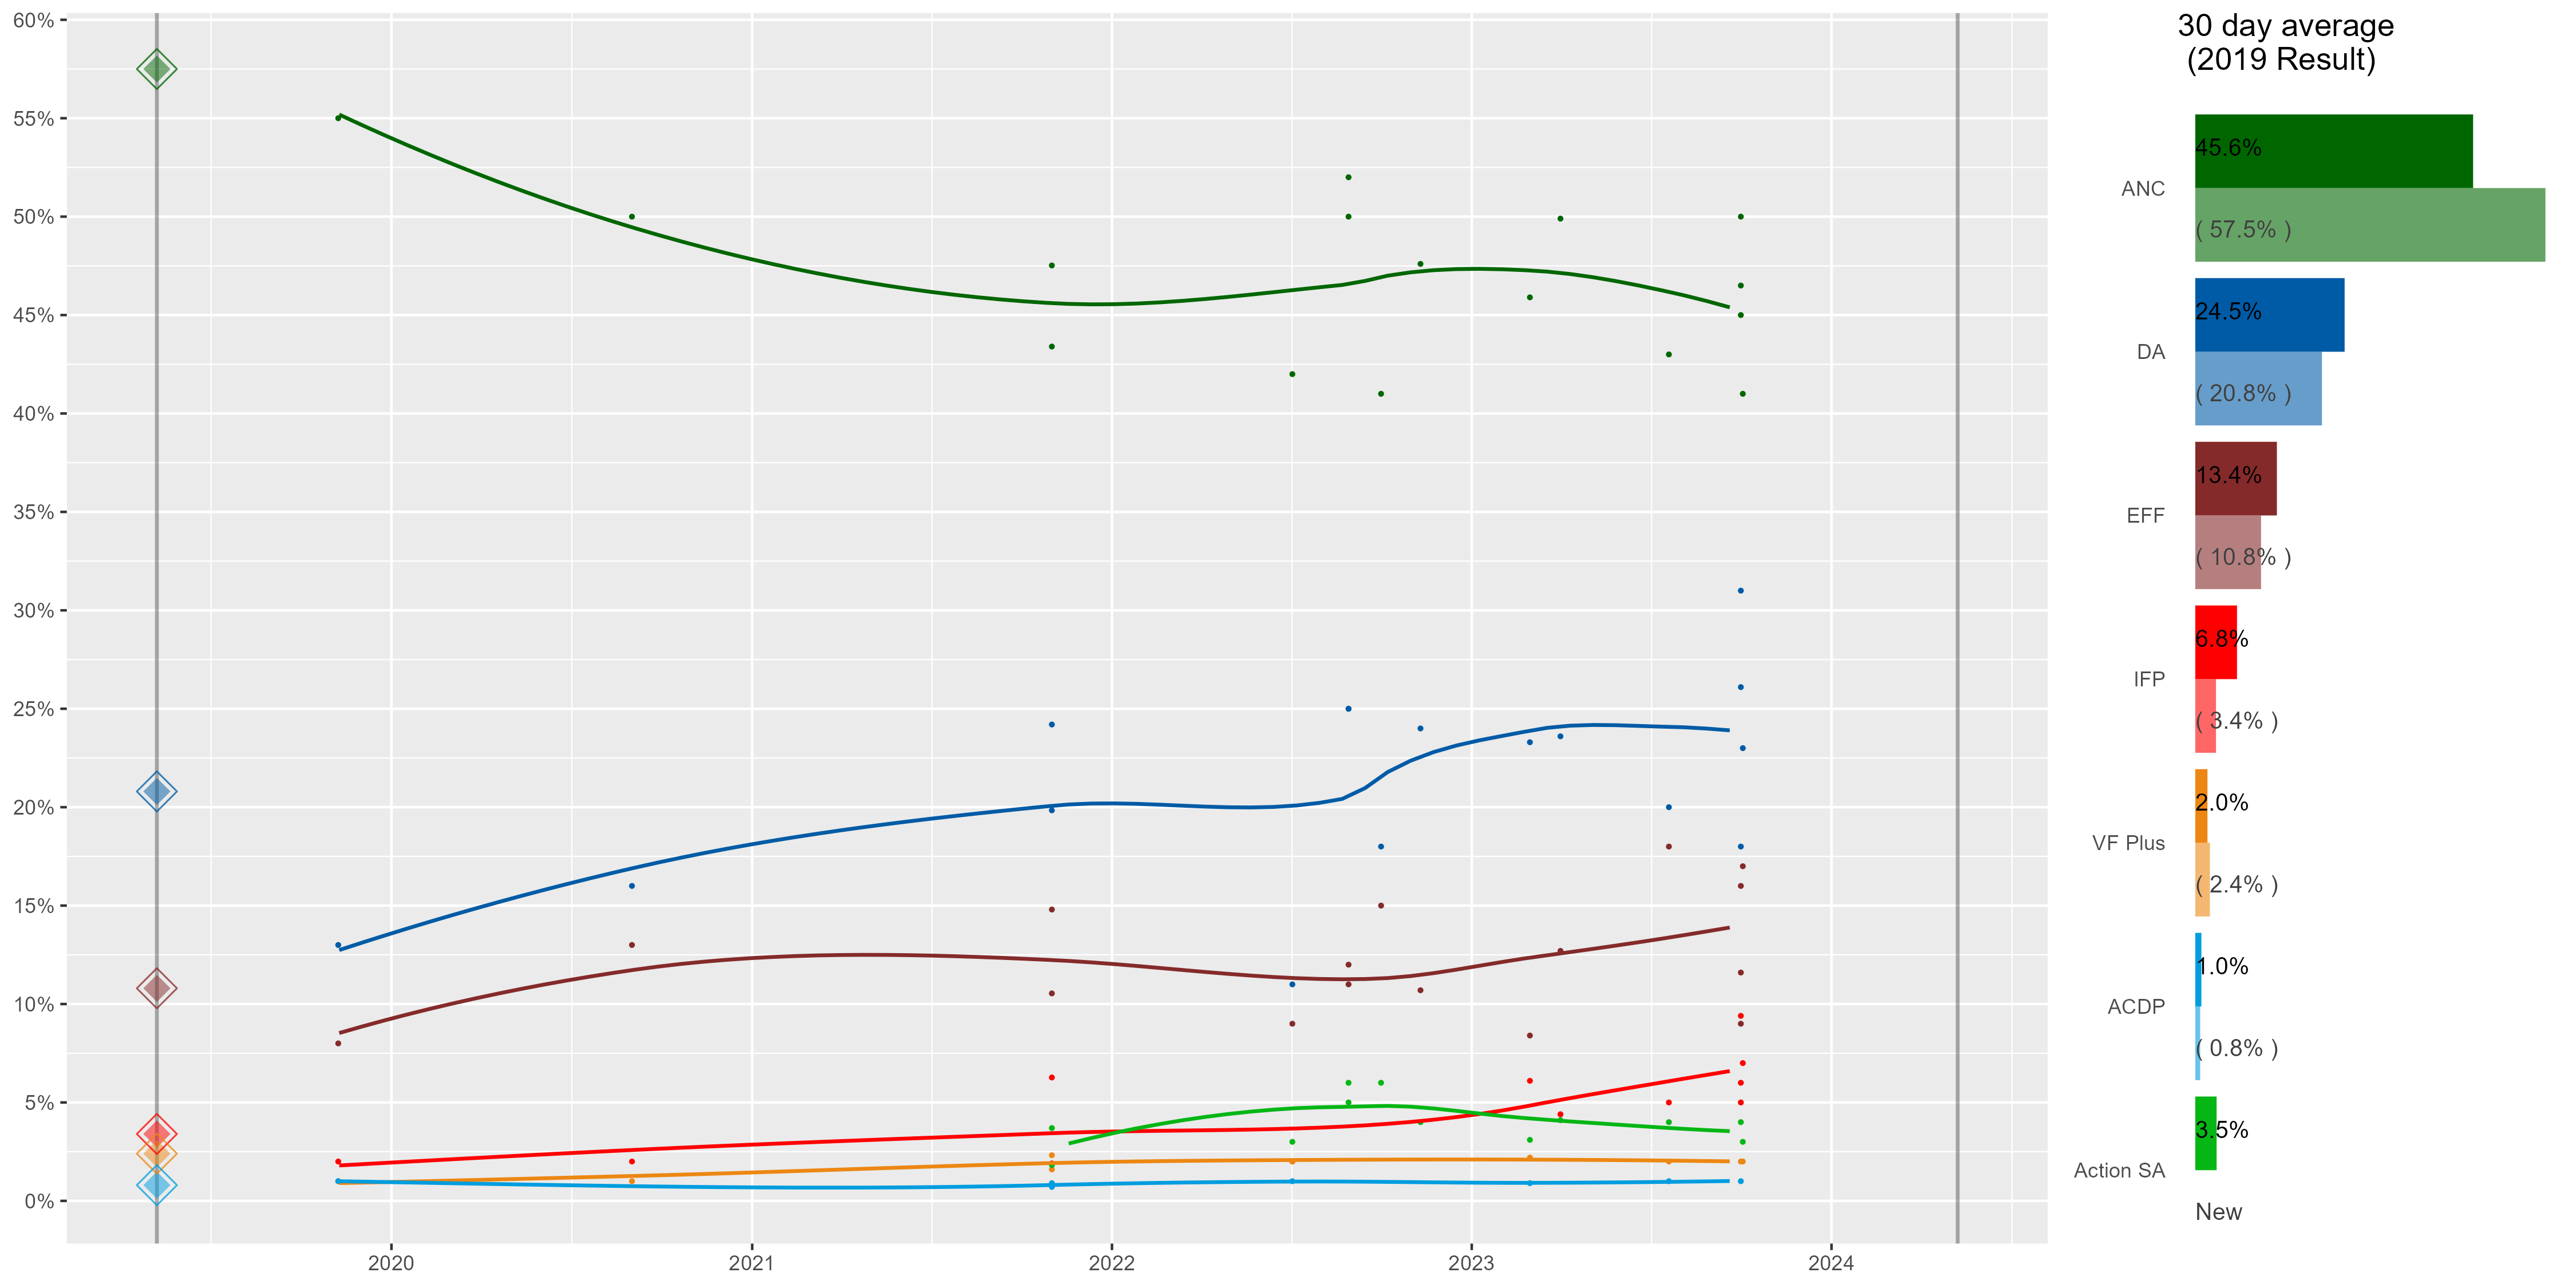 60%
55%
50%
45%
40%
35%
30%
25%
20%
15%
10%
5%
0%
2020
2021
2022
2023
2024
30 day average
(2019 Result)
ANC
45.6%
( 57.5% )
DA
24.5%
( 20.8% )
EFF
13.4%
( 10.8% )
IFP
6.8%
( 3.4% )
VF Plus
2.0%
( 2.4% )
ACDP
1.0%
( 0.8% )
Action SA
3.5%
New